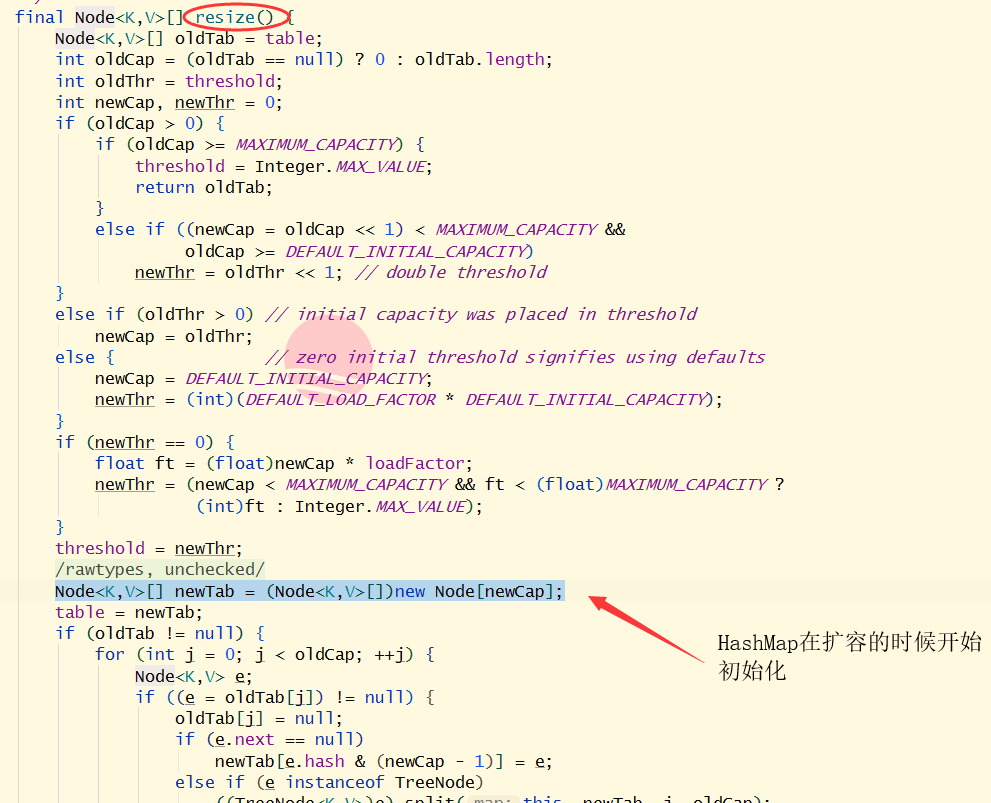 final Node<K,V>[] resize() {
Node<K,V>[] oldTab = table;
int oldCap = (oldTab == null) ? 0 : oldTab.length;
int oldThr = threshold;
int newCap, newThr = 0;
if (oldCap > 0) {
if (oldCap >= MAXIMUM_CAPACITY) {
threshold = Integer.MAX_VALUE;
return oldTab;
}
else if ((newCap = oldCap << 1) < MAXIMUM_CAPACITY &&
oldCap >= DEFAULT_INITIAL_CAPACITY)
newThr = oldThr << 1; // double threshold
}
else if (oldThr > 0) // initial capacity was placed in threshold
newCap = oldThr;
else { // zero initial threshold signifies using defaults
newCap = DEFAULT_INITIAL_CAPACITY;
newThr = (int)(DEFAULT_LOAD_FACTOR * DEFAULT_INITIAL_CAPACITY);
}
if (newThr == 0) {
float ft = (float)newCap * loadFactor;
newThr = (newCap < MAXIMUM_CAPACITY && ft < (float)MAXIMUM_CAPACITY ?
(int)ft : Integer.MAX_VALUE);
}
threshold = newThr;
/rawtypes, unchecked/
Node<K,V>[] newTab = (Node<K,V>[])new Node[newCap];
table = newTab;
if (oldTab != null) {
for (int j = 0; j < oldCap; ++j) {
Node<K,V> e;
if ((e = oldTab[j]) != null) {
oldTab[j] = null;
if (e.next == null)
newTab[e.hash & (newCap - 1)] = e;
else if (e instanceof TreeNode)
((TreeNode<K,V>)e).split( map: this, newTab, j, oldCap);
HashMap在扩容的时候开始
初始化